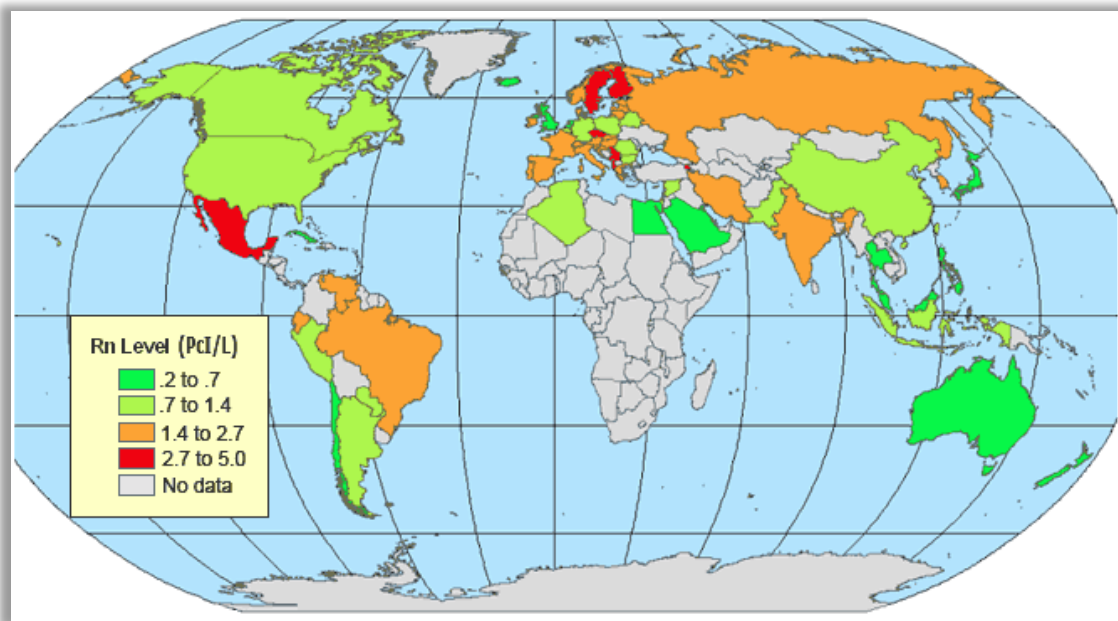 Rn Level (PcI/L)
.2 to .7
.7 to 1.4
1.4 to 2.7
2.7 to 5.0
No data